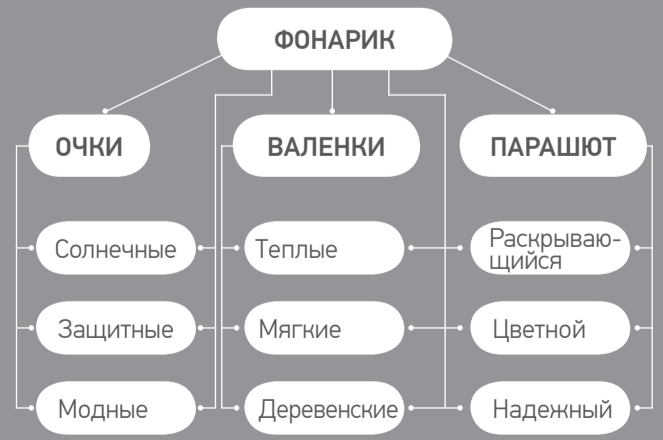 ФОНАРИК
ОЧКИ
ВАЛЕНКИ
ПАРАШЮТ
Солнечные
Теплые
Раскрываю-
щийся
Защитные
Мягкие
Цветной
Модные
Деревенские
Надежный